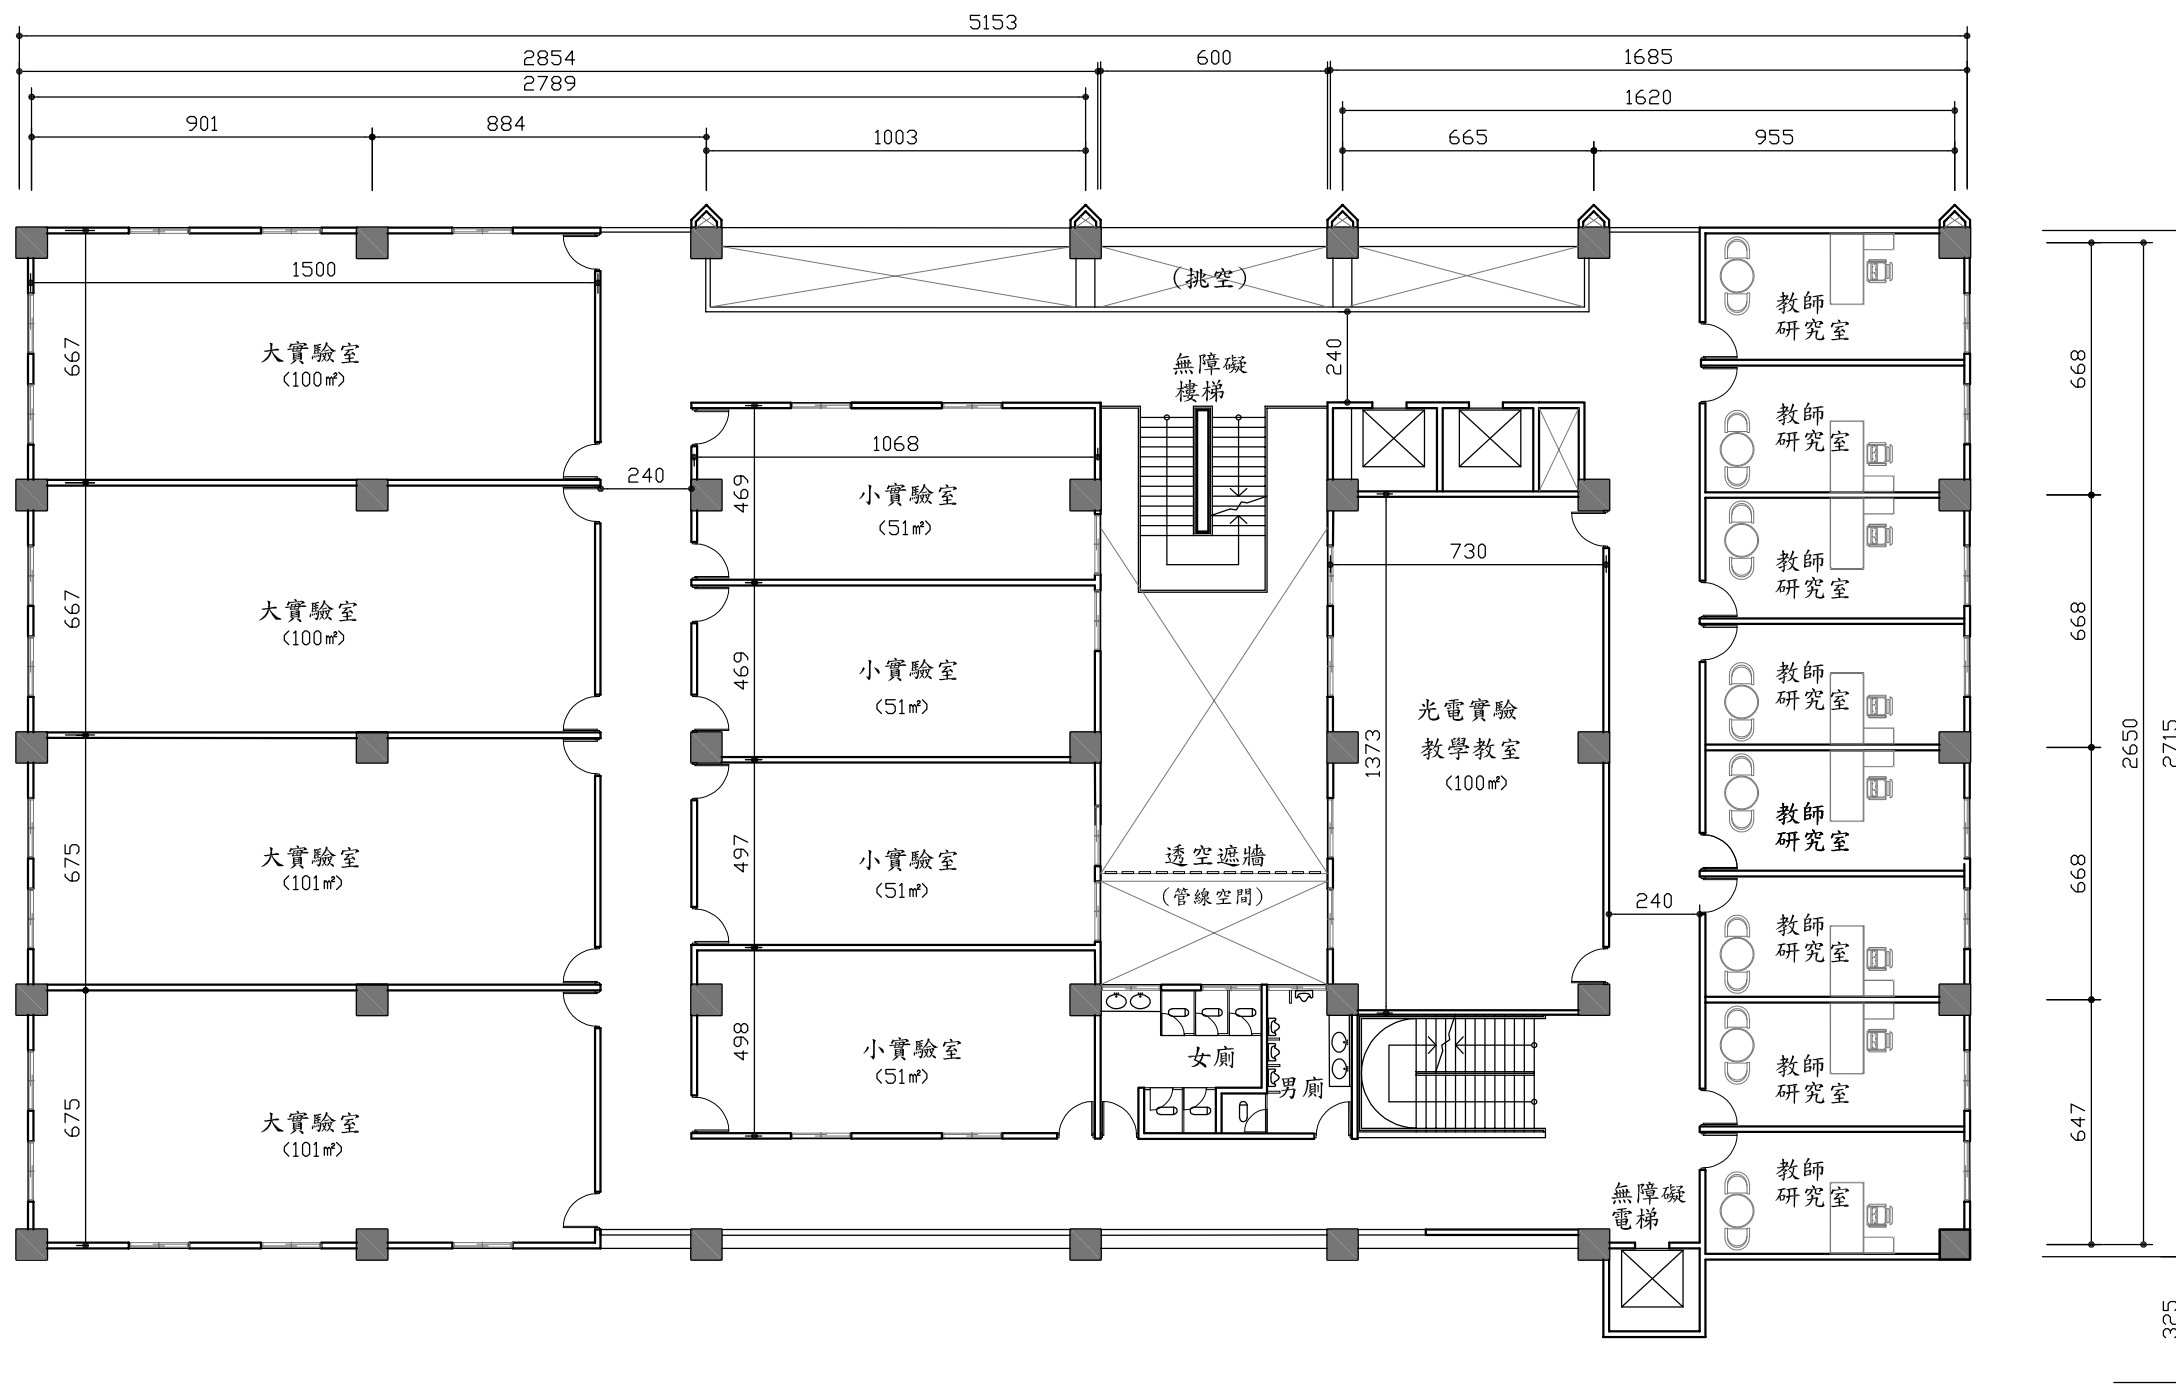 5153
2854
600
1685
2789
1620
901
884
1003
665
955
1500
667
大實驗室
(100㎡)
(挑空)
240
無障礙
樓梯
教師
研究室
668
教師
研究室
240
1068
469
小實驗室
(51㎡)
730
教師
研究室
667
大實驗室
(100㎡)
469
小實驗室
(51㎡)
668
教師
研究室
光電實驗
教學教室
(100㎡)
1373
2650
2715
教師
研究室
675
大實驗室
(101㎡)
497
小實驗室
(51㎡)
透空遮牆
(管線空間)
240
668
教師
研究室
498
小實驗室
(51㎡)
女廁
男廁
教師
研究室
675
大實驗室
(101㎡)
647
教師
研究室
無障礙
電梯
325